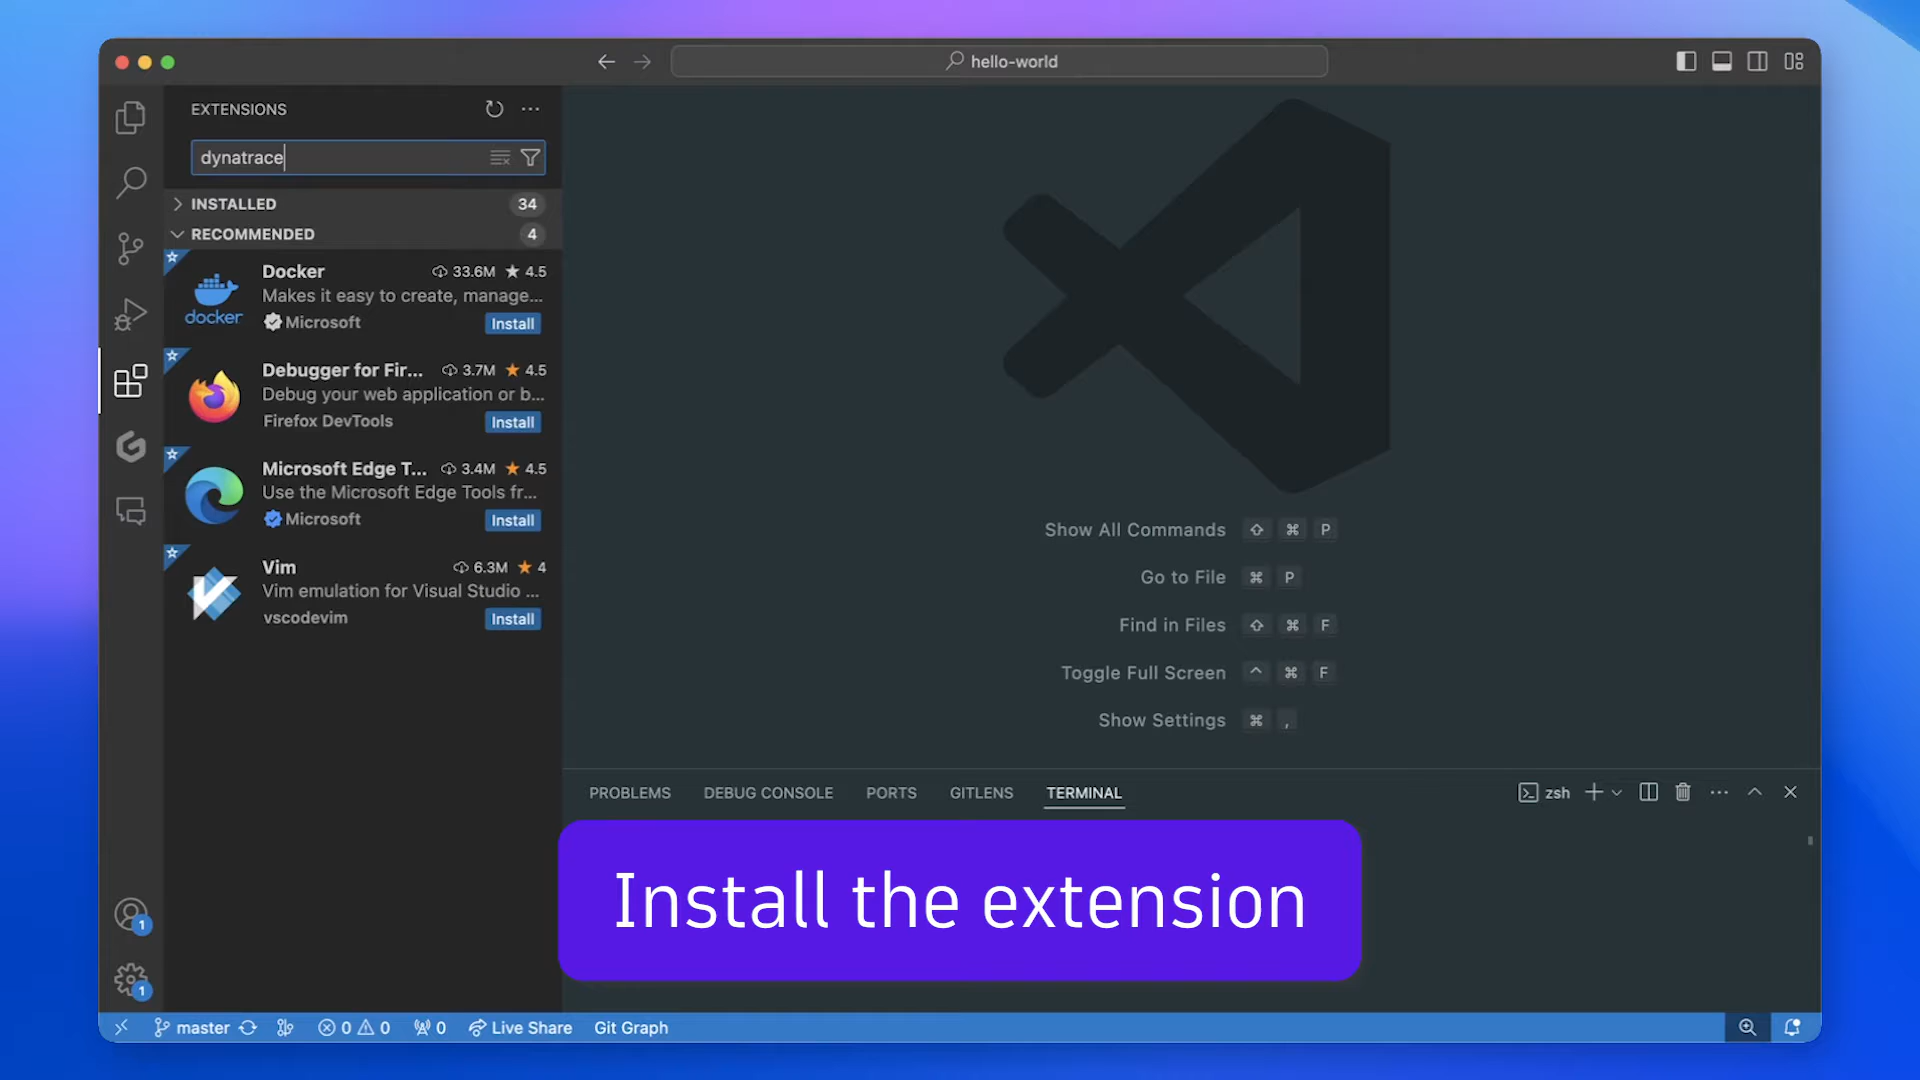 hello-world
EXTENSIONS
dynatrace
INSTALLED 34
RECOMMENDED 4
docker
Docker 33.6M ★ 4.5
Makes it easy to create, manage...
Microsoft Install
Debugger for Fir... 3.7M ★ 4.5
Debug your web application or b...
Firefox DevTools Install
Microsoft Edge T... 3.4M ★ 4.5
Use the Microsoft Edge Tools fr...
Microsoft Install
Vim 6.3M ★ 4
Vim emulation for Visual Studio ...
vscodevim Install
Show All Commands ⇧ ⌘ P
Go to File ⌘ P
Find in Files ⇧ ⌘ F
Toggle Full Screen ^ ⌘ F
Show Settings ⌘ ,
PROBLEMS DEBUG CONSOLE PORTS GITLENS TERMINAL zsh
Install the extension
1
1
master 0 0 0 Live Share Git Graph